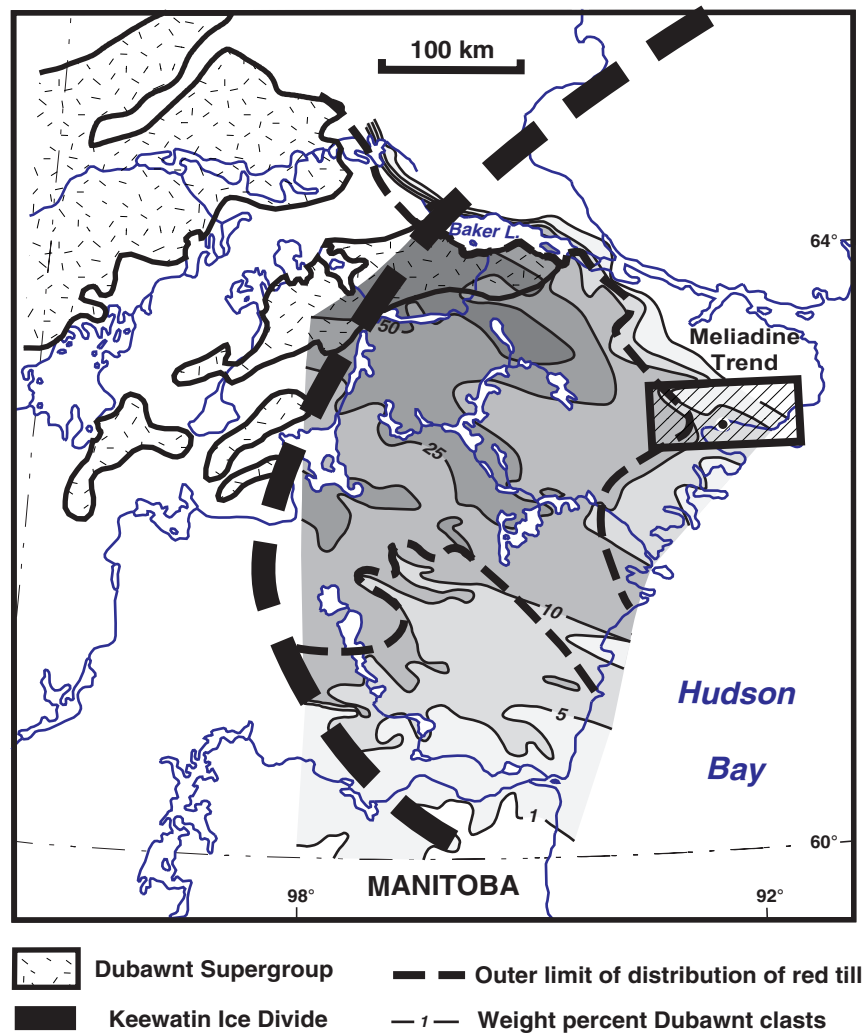 100 km
Baker L.
64°
Meliadine
Trend
50
25
10
Hudson
5
Bay
1
60°
MANITOBA
98°
92°
Dubawnt Supergroup
Outer limit of distribution of red till
Keewatin Ice Divide
1
Weight percent Dubawnt clasts